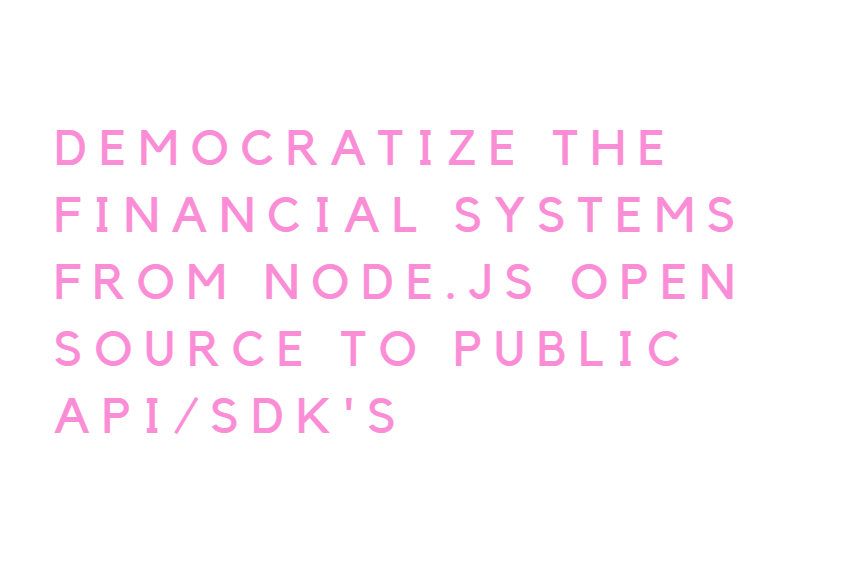 DEMOCRATIZE THE
FINANCIAL SYSTEMS
FROM NODE.JS OPEN
SOURCE TO PUBLIC
API/SDK'S